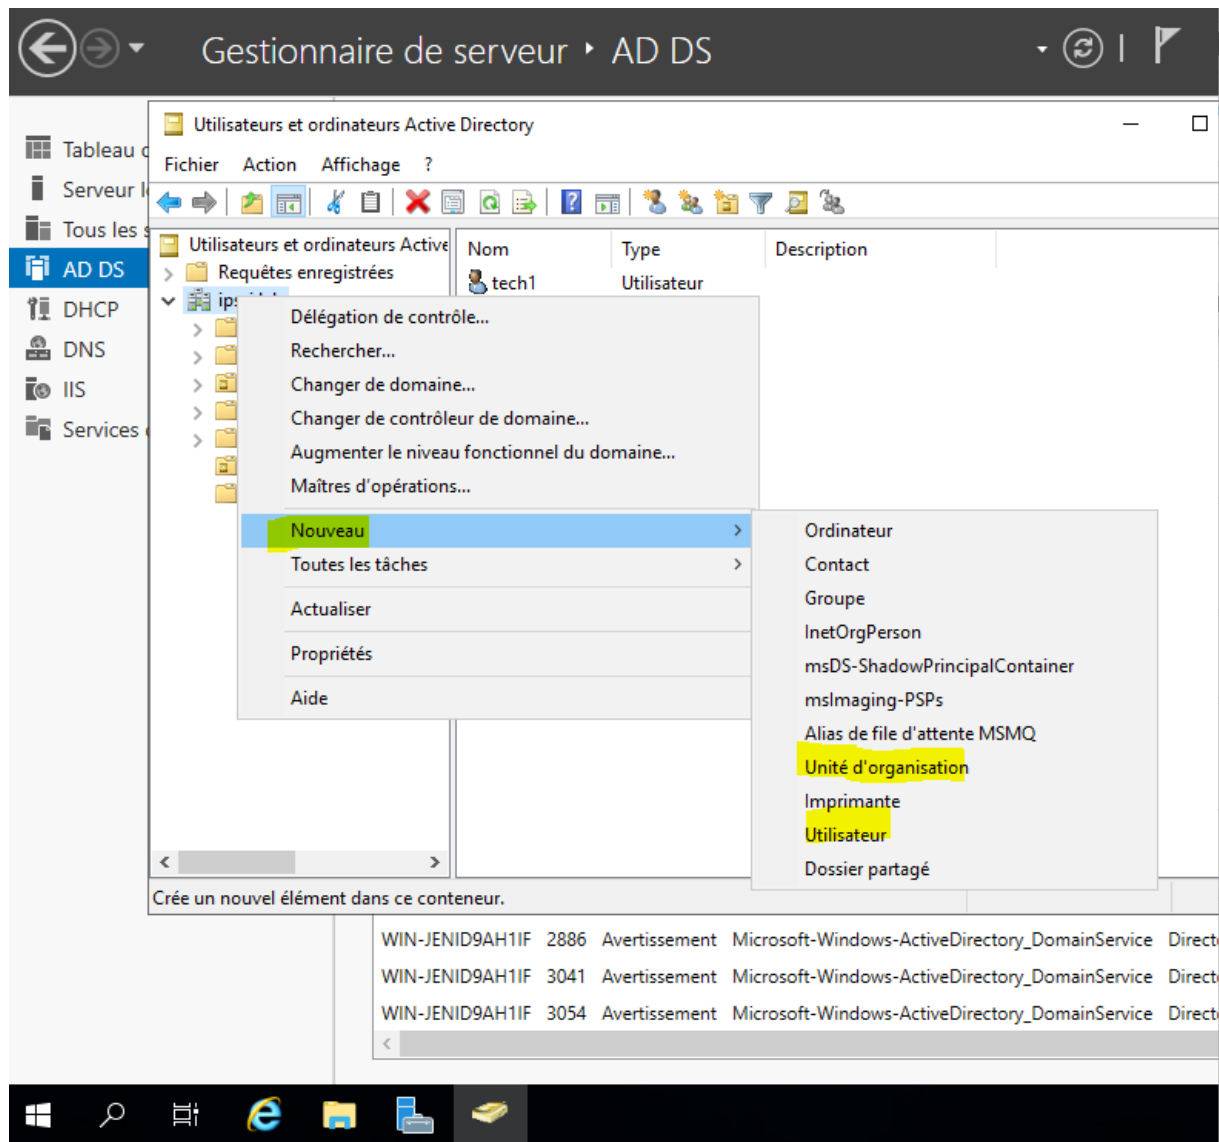 Gestionnaire de serveur ‣ AD DS
Utilisateurs et ordinateurs Active Directory
Fichier Action Affichage ?
Tableau
Serveur
Tous les
AD DS
DHCP
DNS
IIS
Services
Utilisateurs et ordinateurs Active
Requêtes enregistrées
Nom Type Description
tech1 Utilisateur
Délégation de contrôle...
Rechercher...
Changer de domaine...
Changer de contrôleur de domaine...
Augmenter le niveau fonctionnel du domaine...
Maîtres d'opérations...
Nouveau
Toutes les tâches
Actualiser
Propriétés
Aide
Ordinateur
Contact
Groupe
InetOrgPerson
msDS-ShadowPrincipalContainer
msImaging-PSPs
Alias de file d'attente MSMQ
Unité d'organisation
Imprimante
Utilisateur
Dossier partagé
Crée un nouvel élément dans ce conteneur.
WIN-JENID9AH1IF 2886 Avertissement Microsoft-Windows-ActiveDirectory_DomainService Direct
WIN-JENID9AH1IF 3041 Avertissement Microsoft-Windows-ActiveDirectory_DomainService Direct
WIN-JENID9AH1IF 3054 Avertissement Microsoft-Windows-ActiveDirectory_DomainService Direct